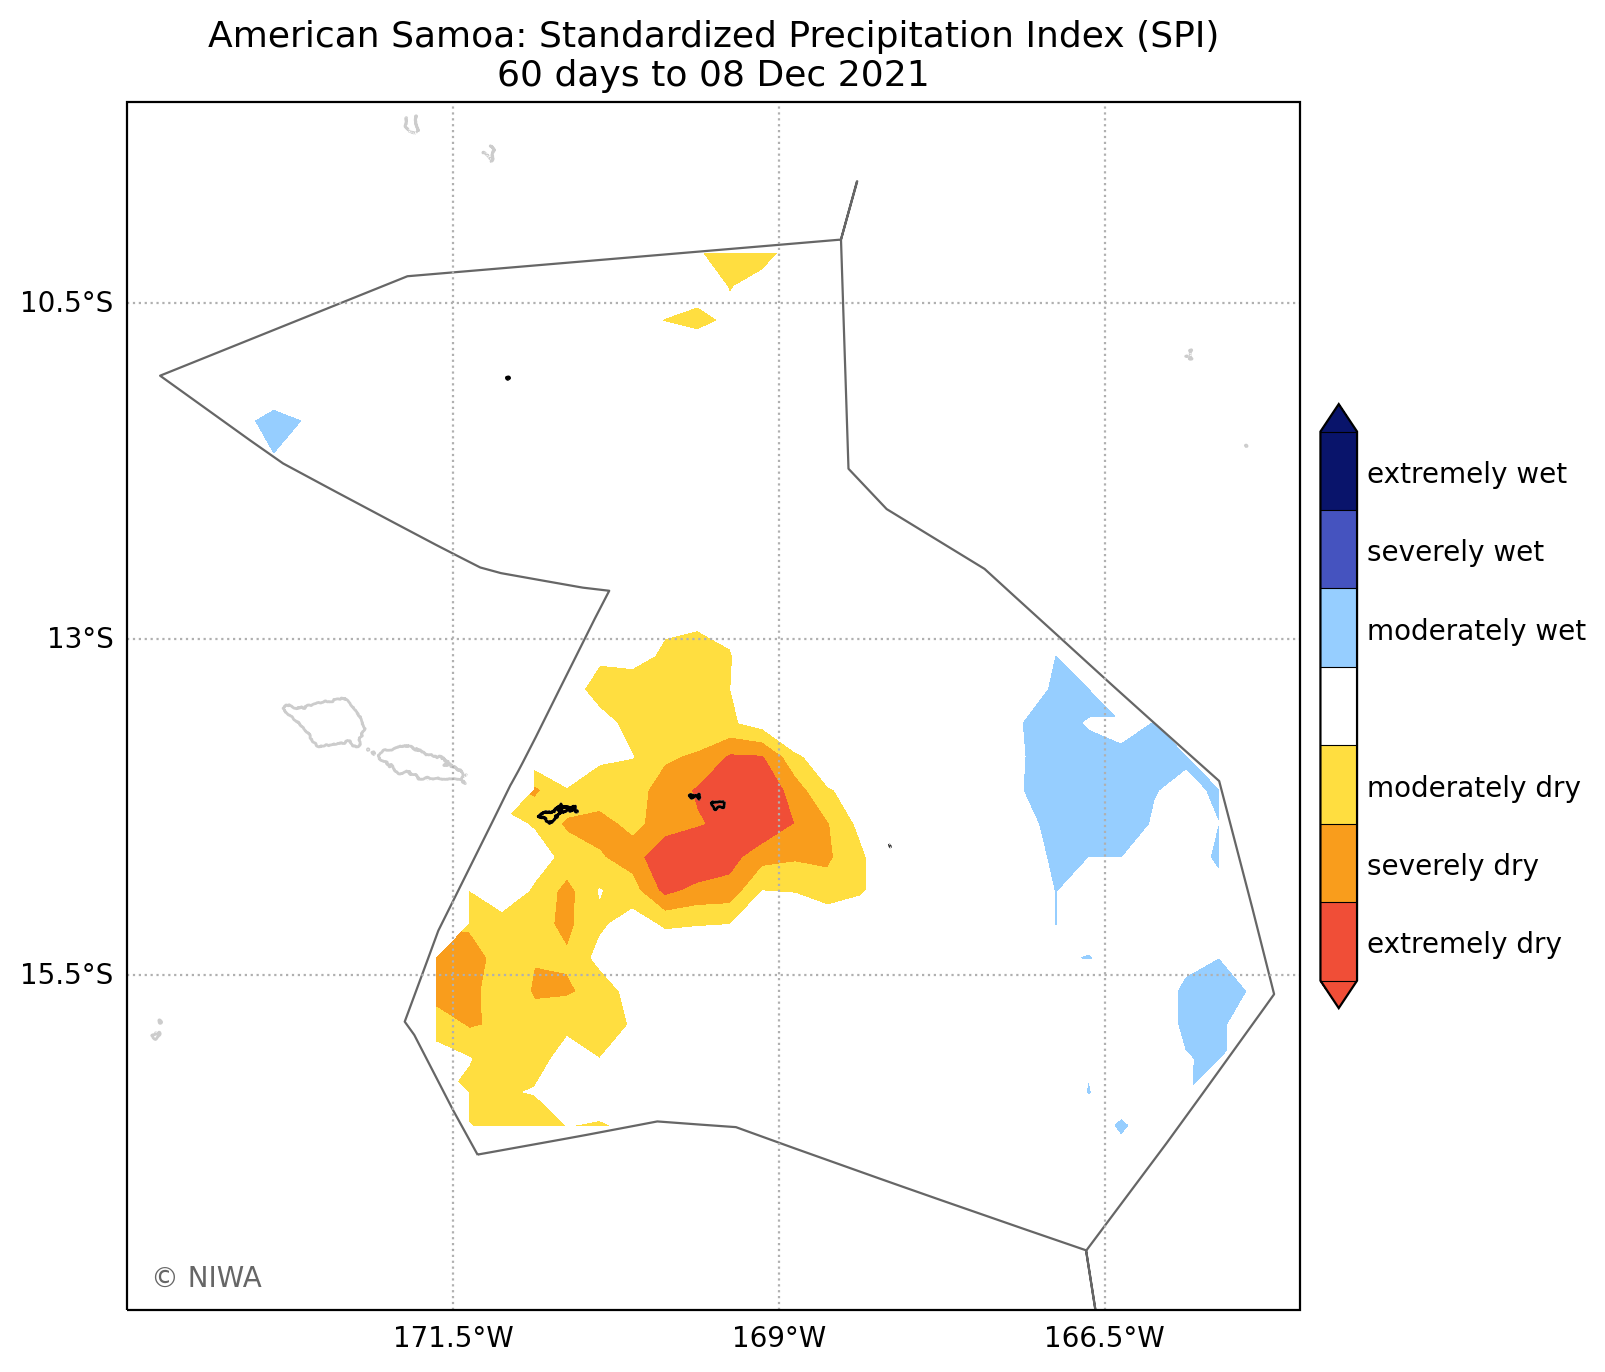 American Samoa: Standardized Precipitation Index (SPI)
60 days to 08 Dec 2021
10.5°S
13°S
15.5°S
171.5°W
169°W
166.5°W
extremely wet
severely wet
moderately wet
moderately dry
severely dry
extremely dry
© NIWA